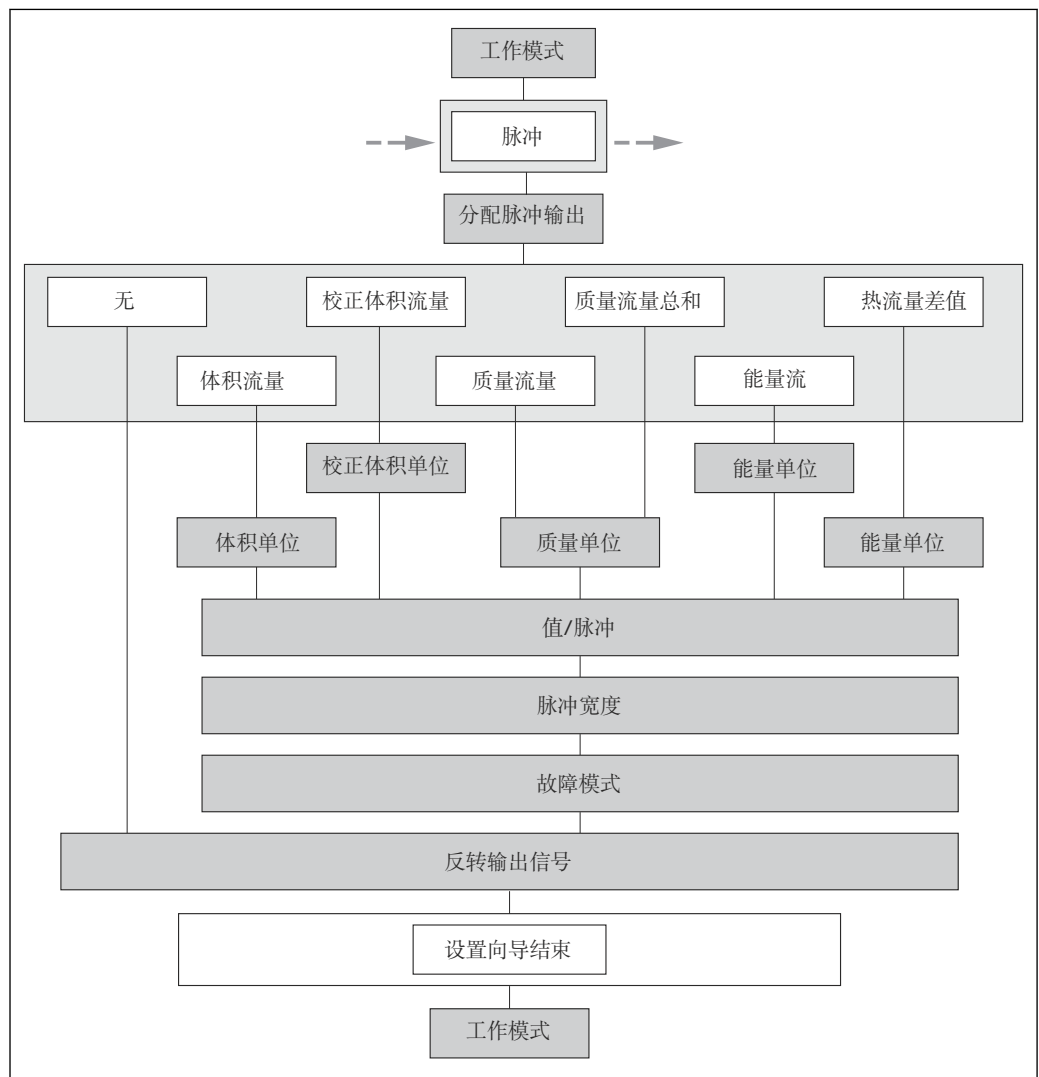 工作模式
脉冲
分配脉冲输出
无
校正体积流量
质量流量总和
热流量差值
体积流量
质量流量
能量流
校正体积单位
能量单位
体积单位
质量单位
能量单位
值/脉冲
脉冲宽度
故障模式
反转输出信号
设置向导结束
工作模式